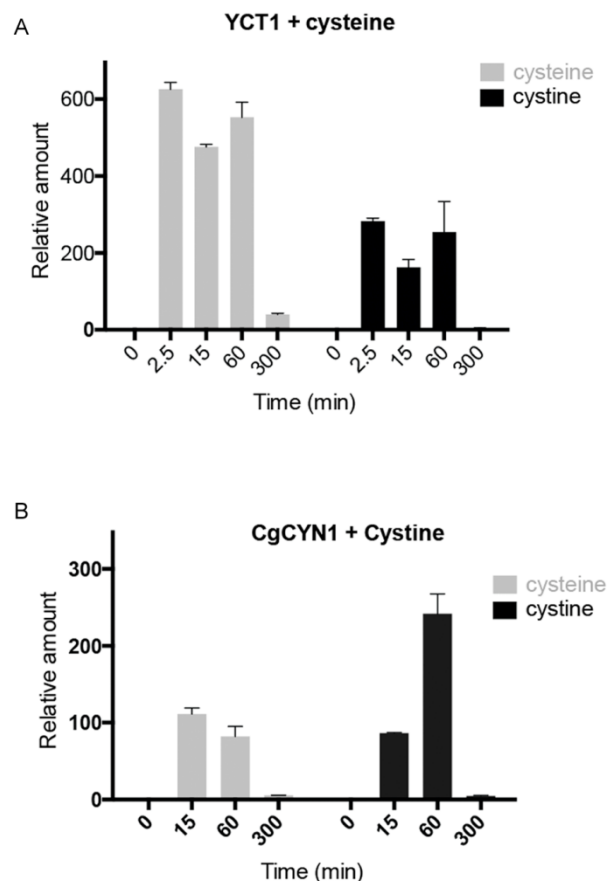 A
YCT1 + cysteine
cysteine
cystine
Relative amount
600
400
200
0
0 2.5 15 60 300 0 2.5 15 60 300
Time (min)
B
CgCYN1 + Cystine
cysteine
cystine
Relative amount
300
200
100
0
0 15 60 300 0 15 60 300
Time (min)